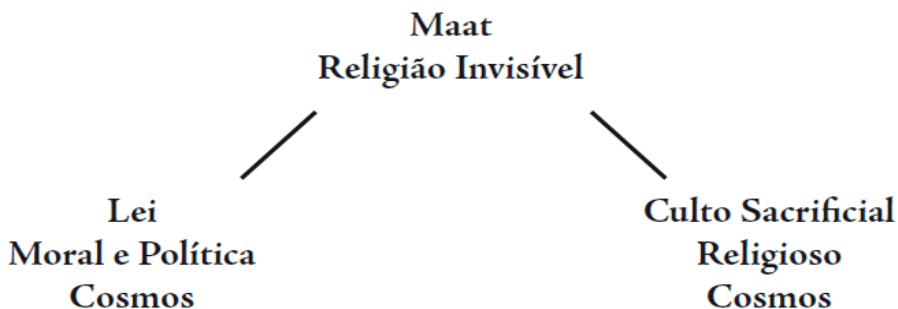 Maat
Religião Invisível
Lei
Moral e Política
Cosmos
Culto Sacrificial
Religioso
Cosmos